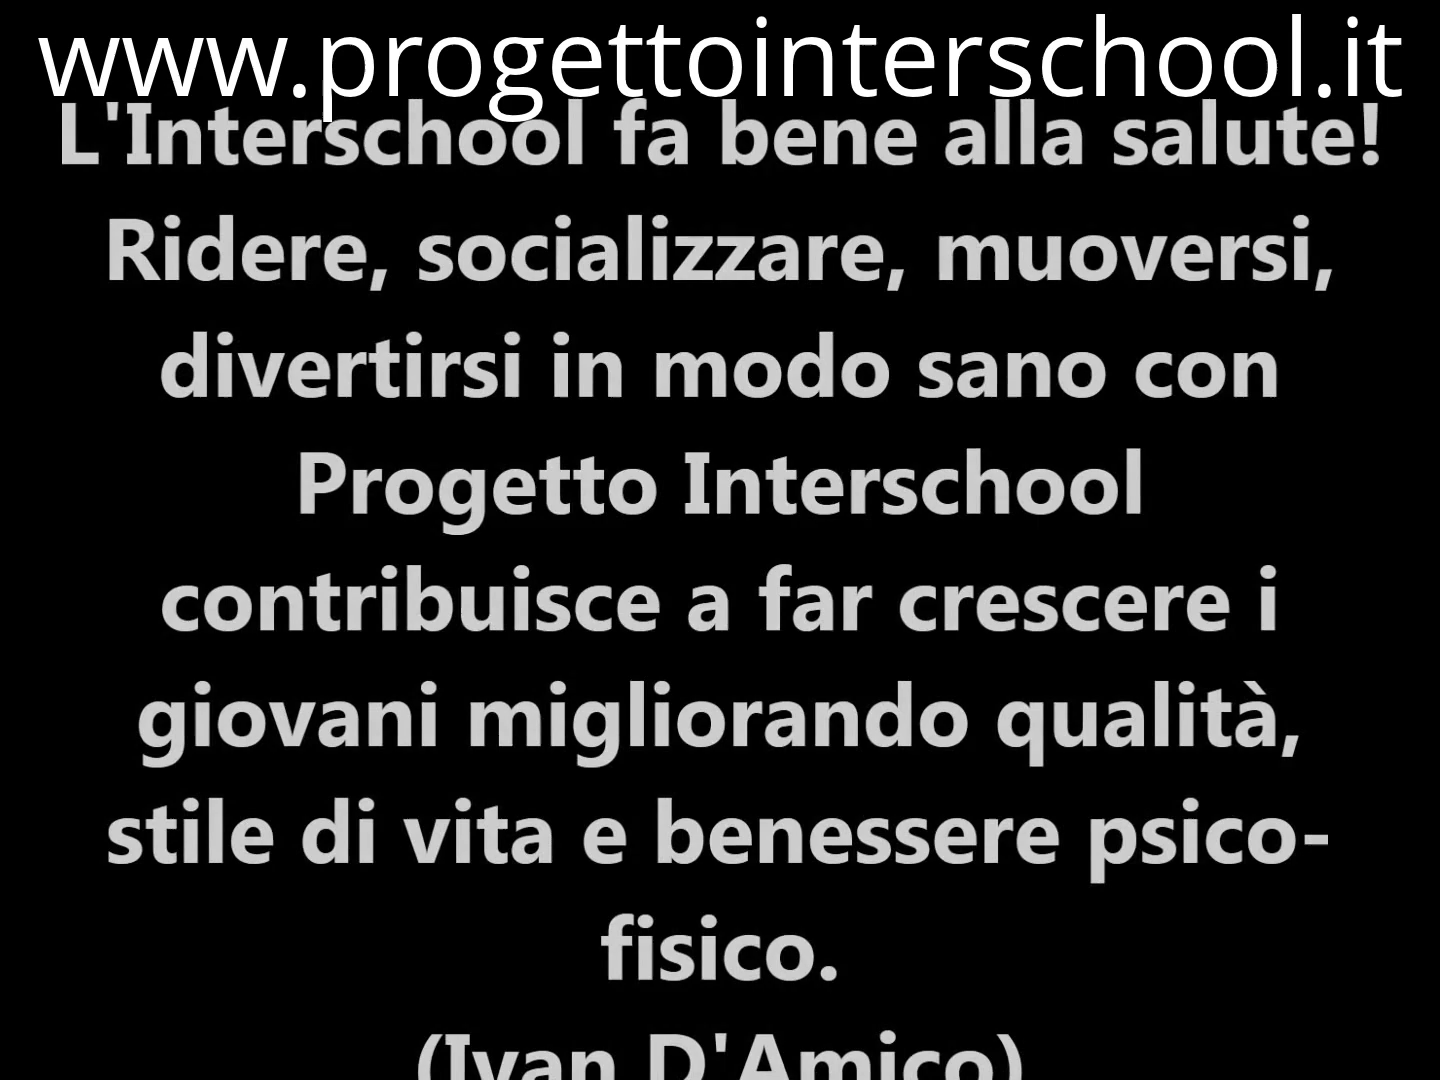 www.progettointerschool.it
L'Interschool fa bene alla salute!
Ridere, socializzare, muoversi,
divertirsi in modo sano con
Progetto Interschool
contribuisce a far crescere i
giovani migliorando qualità,
stile di vita e benessere psico-
fisico.
(Ivan D'Amico)